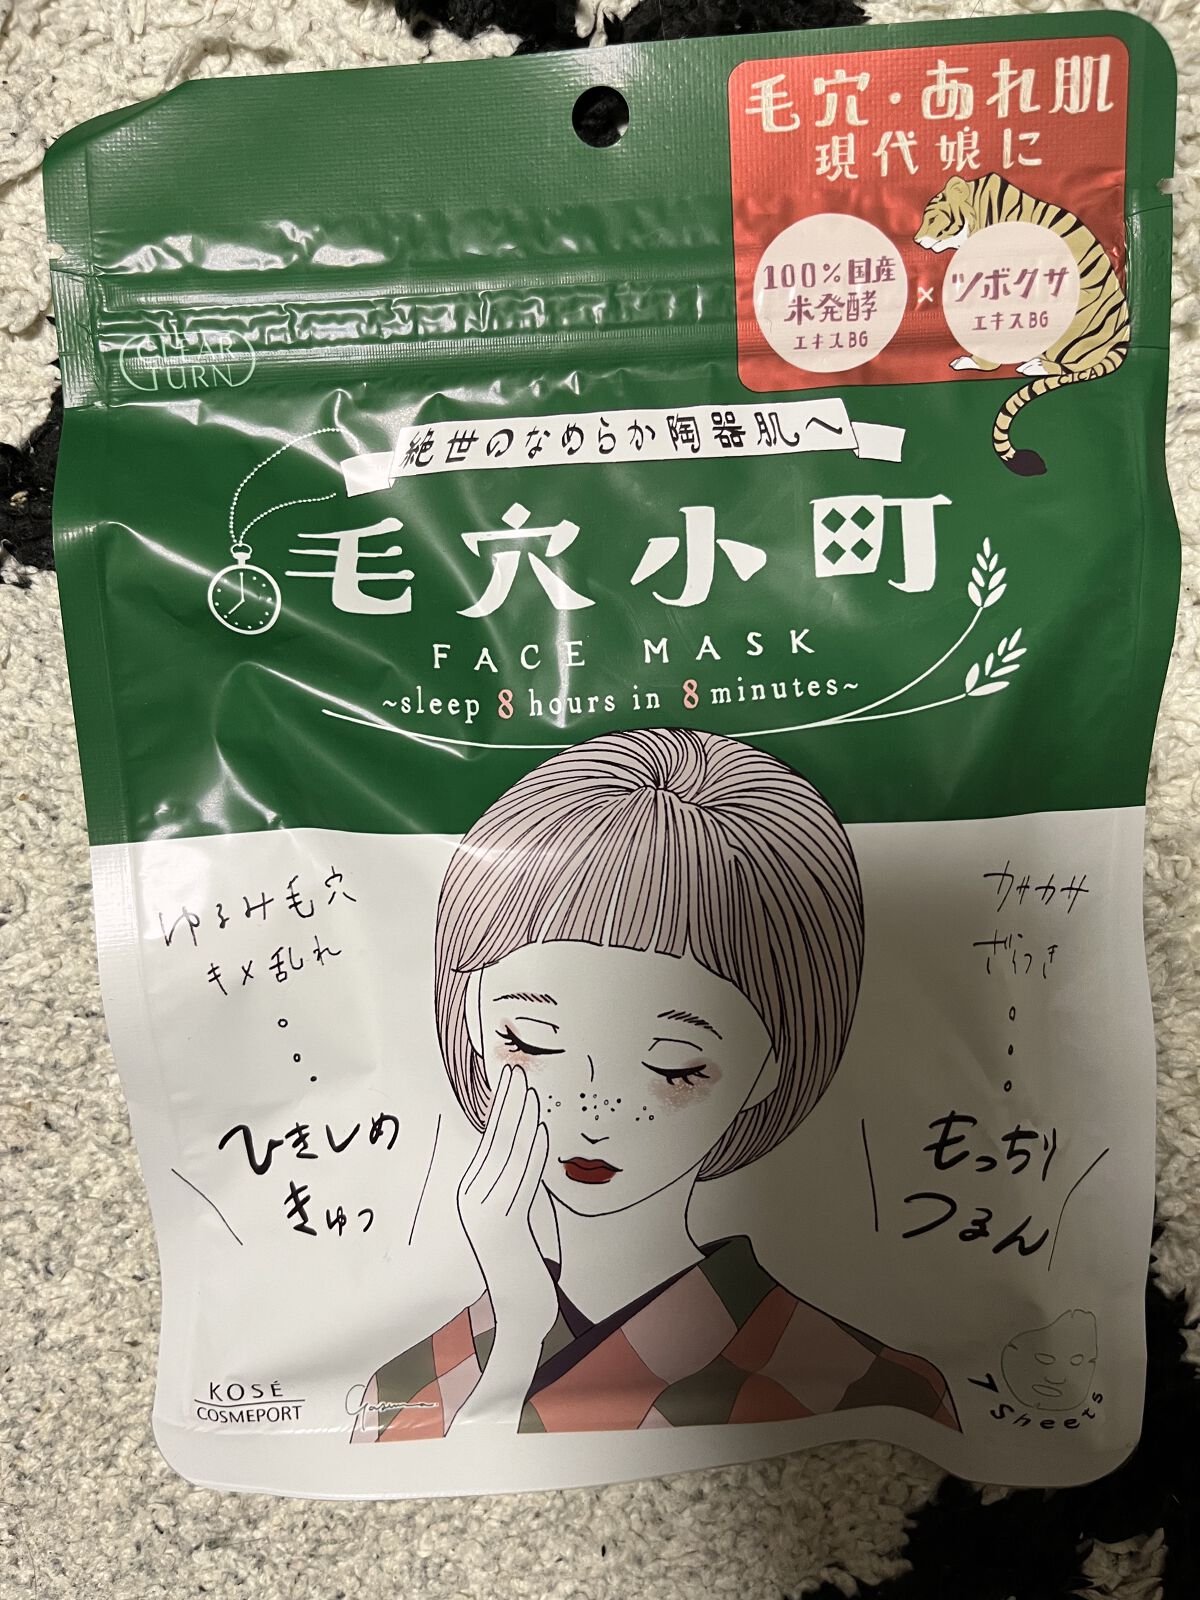 毛穴・あれ肌
現代娘に
100%国産
米発酵
エキスBG
×
ツボクサ
エキスBG
CICA
CLEAR
TURN
絶世のなめらか陶器肌へ
毛穴小町
FACE MASK
~sleep 8 hours in 8 minutes~
ゆるみ毛穴
キメ乱れ
ひきしめ
きゅっ
カサカサ
ざらつき
もっちり
つるん
KOSÉ
COSMEPORT
7 Sheets